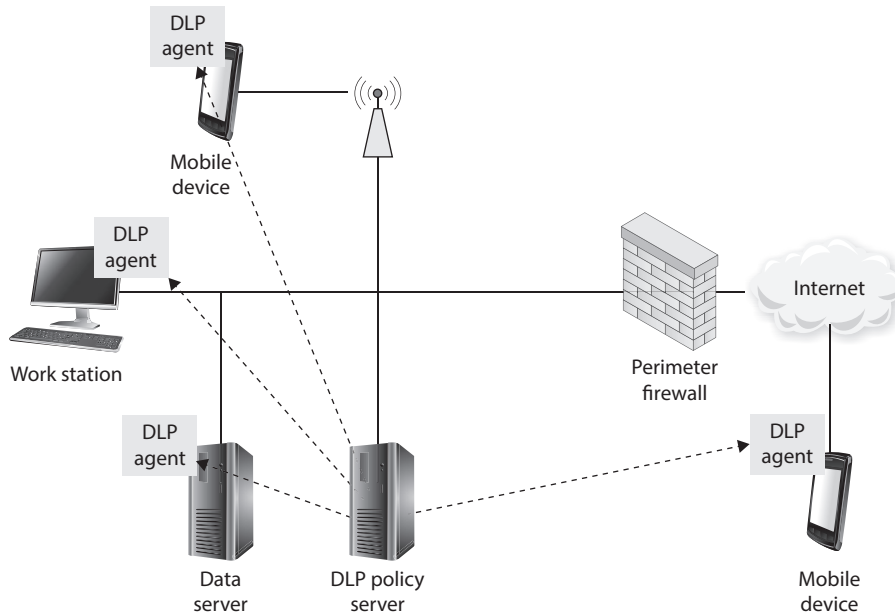 DLP
agent
Mobile
device
DLP
agent
Work station
Internet
Perimeter
firewall
DLP
agent
Data
server
DLP policy
server
DLP
agent
Mobile
device